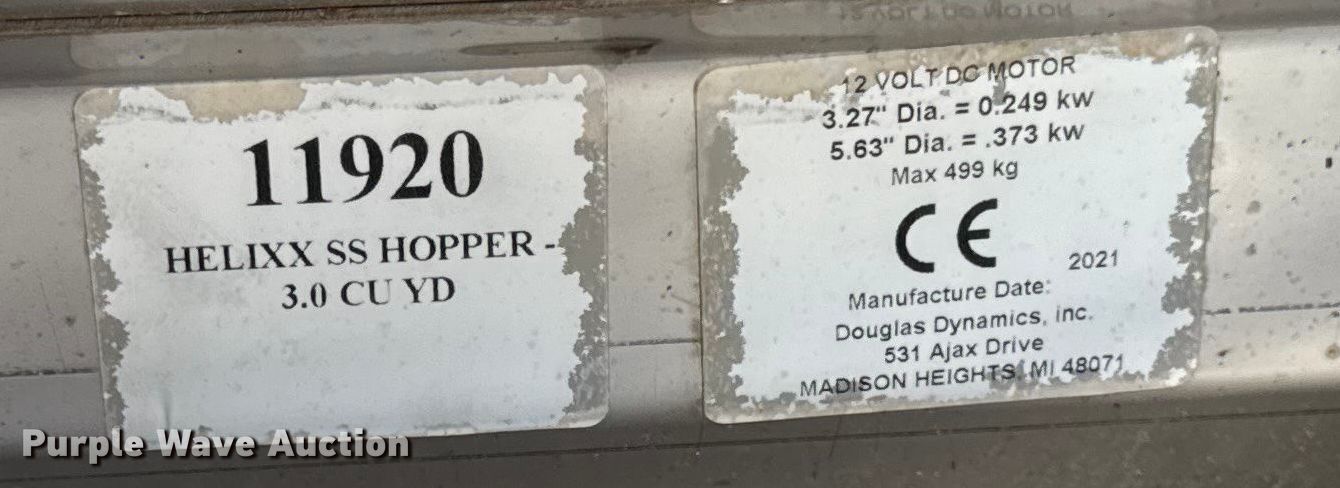 11920
HELIXX SS HOPPER -
3.0 CU YD
12 VOLT DC MOTOR
3.27" Dia. = 0.249 kw
5.63" Dia. = .373 kw
Max 499 kg
CE
2021
Manufacture Date:
Douglas Dynamics, inc.
531 Ajax Drive
MADISON HEIGHTS, MI 48071
Purple Wave Auction